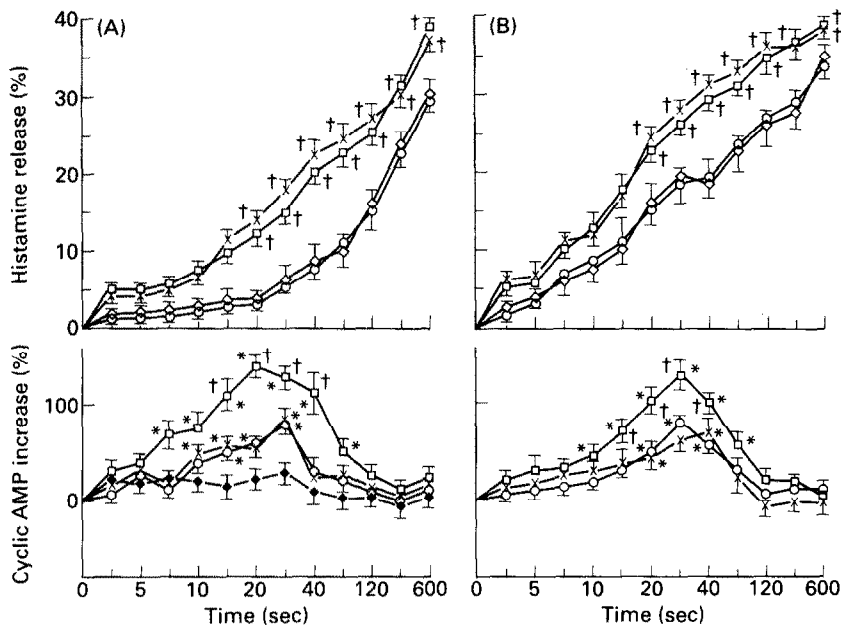 (A)
(B)
Histamine release (%)
40
30
20
10
0
Cyclic AMP increase (%)
100
0
0 5 10 20 40 120 600
Time (sec)
0 5 10 20 40 120 600
Time (sec)